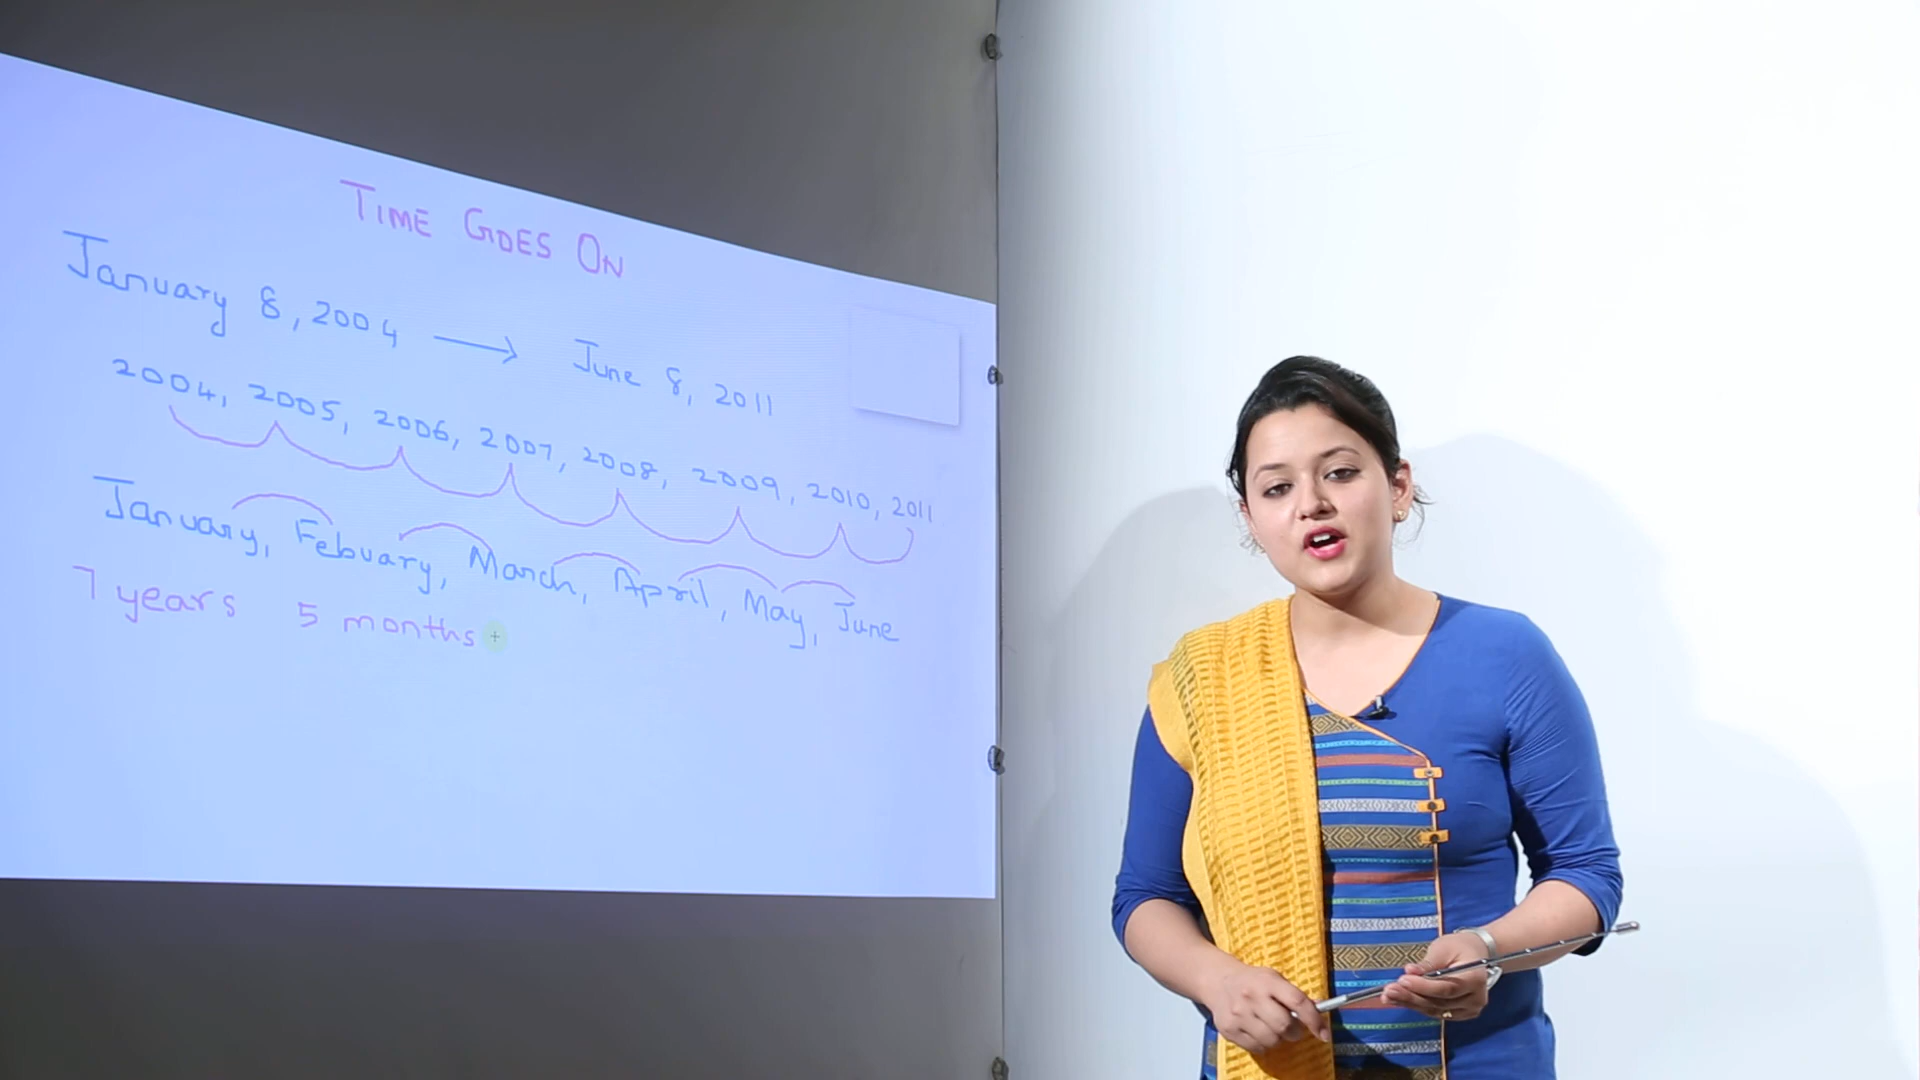 TIME GOES ON
January 8, 2004 → June 8, 2011
2004, 2005, 2006, 2007, 2008, 2009, 2010, 2011
January, Febuary, March, April, May, June
7 years 5 months